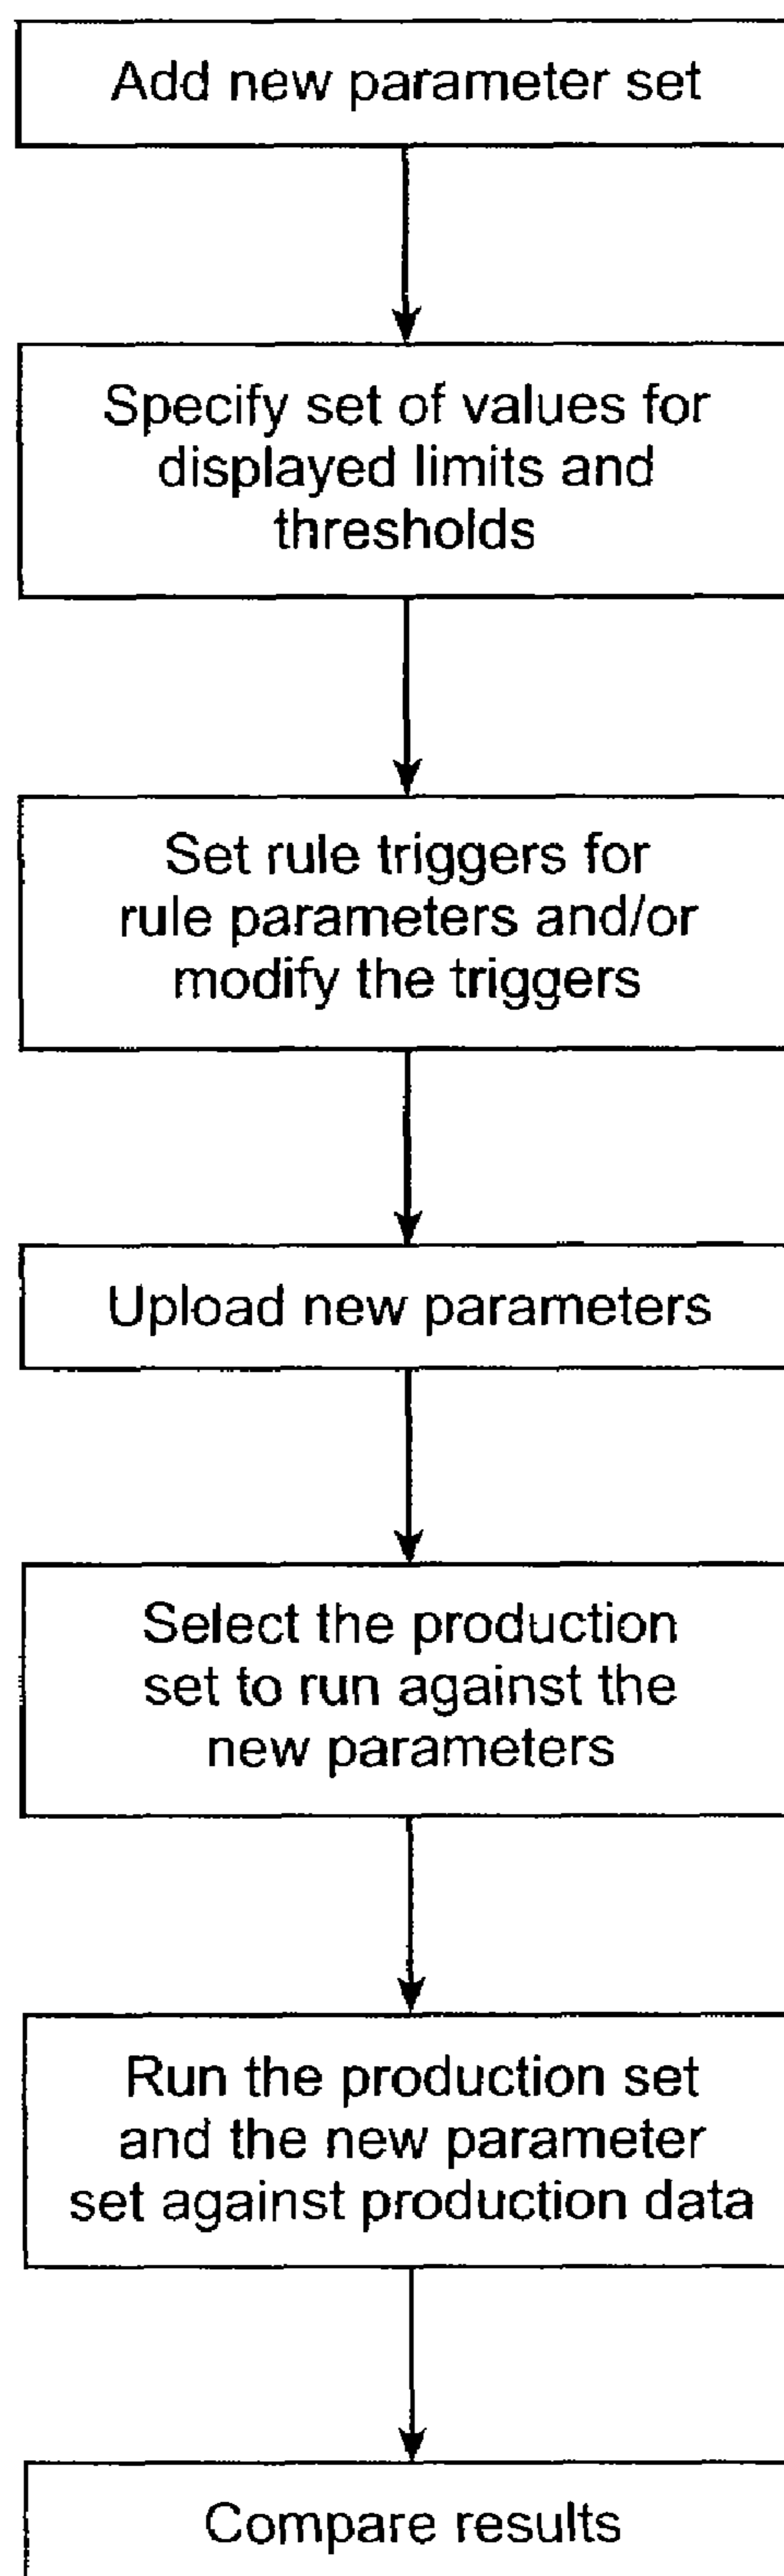 Add new parameter set
Specify set of values for
displayed limits and
thresholds
Set rule triggers for
rule parameters and/or
modify the triggers
Upload new parameters
Select the production
set to run against the
new parameters
Run the production set
and the new parameter
set against production data
Compare results